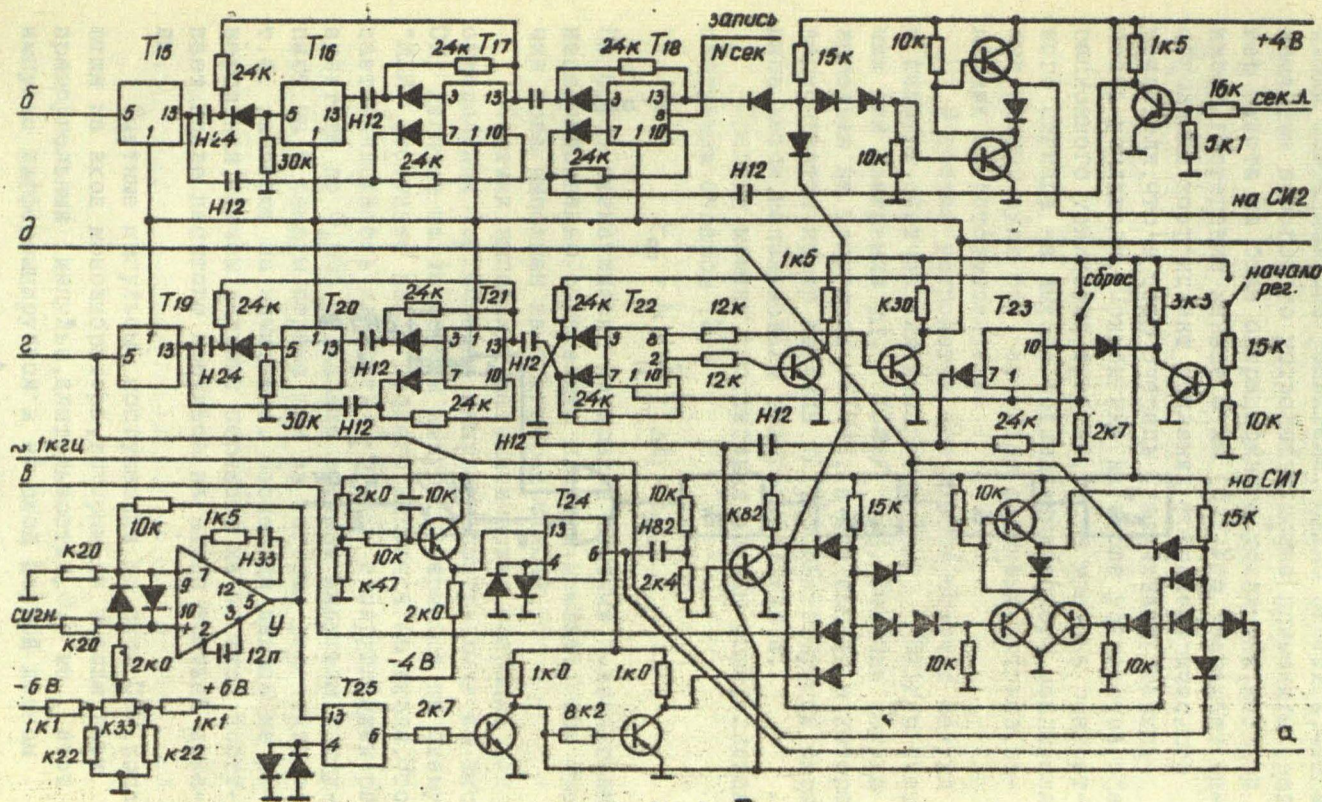 запись
N сек
T15
T16
24к
T17
24к
T18
15к
10к
1к5
+4В
24к
16к
б
5
13
1
5
13
1
3
13
7
1
10
3
13
8
7
1
10
сек.л.
Н24
Н12
24к
24к
10к
5к1
30к
Н12
Н12
на СИ2
д
1к5
сброс
начало
рег.
T19
24к
T20
24к
T21
24к
T22
12к
к30
T23
3к3
1
5
13
1
5
13
3
1
13
7
10
3
8
2
7
1
10
10
7
1
15к
г
Н24
Н12
Н12
12к
10к
30к
Н12
24к
Н12
24к
Н12
24к
2к7
~ 1кгц
на СИ1
в
2к0
10к
T24
10к
к82
15к
10к
15к
10к
1к5
Н33
10к
13
4
6
Н82
к20
7
9
12
5
10
3
2
+
к47
2к0
2к4
сигн.
к20
У
12п
10к
10к
2к0
-4В
1к0
1к0
-6В
+6В
T25
1к1
к33
1к1
2к7
8к2
а
к22
к22
13
4
6